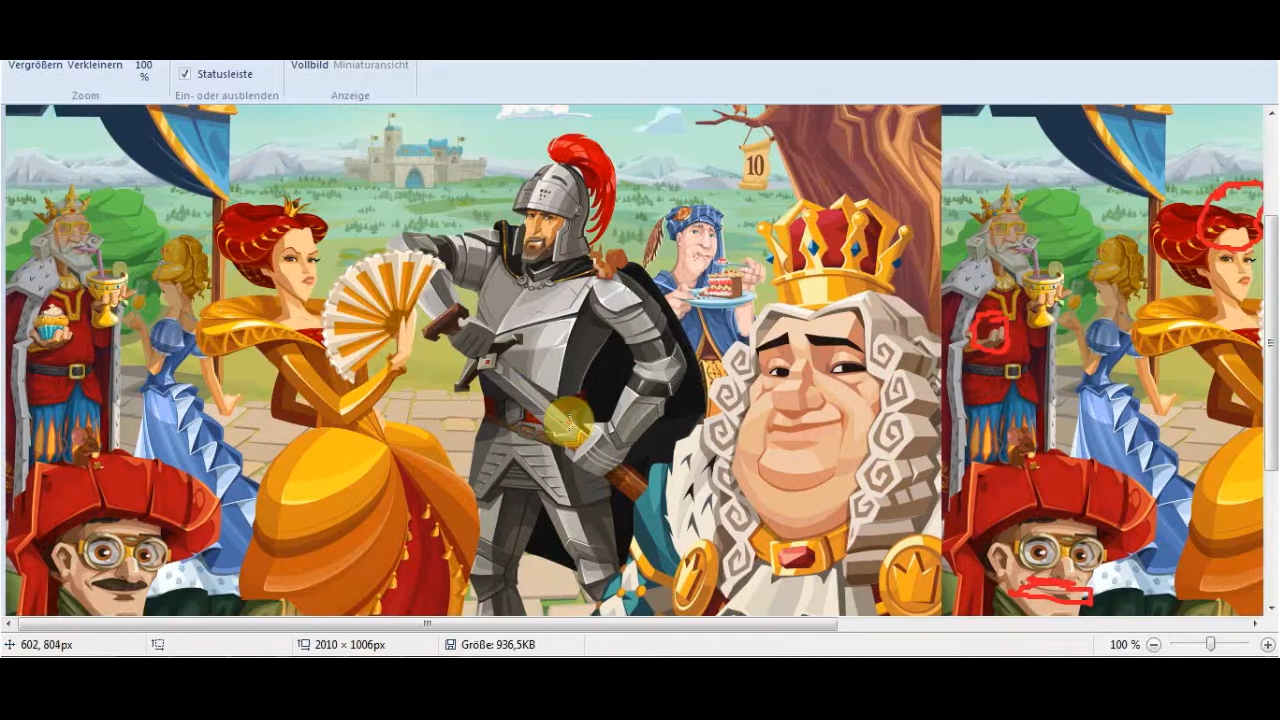 Vergrößern Verkleinern 100 %
Statusleiste
Vollbild Miniaturansicht
Zoom
Ein- oder ausblenden
Anzeige
10
602, 804px
2010 × 1006px
Größe: 936,5KB
100 %